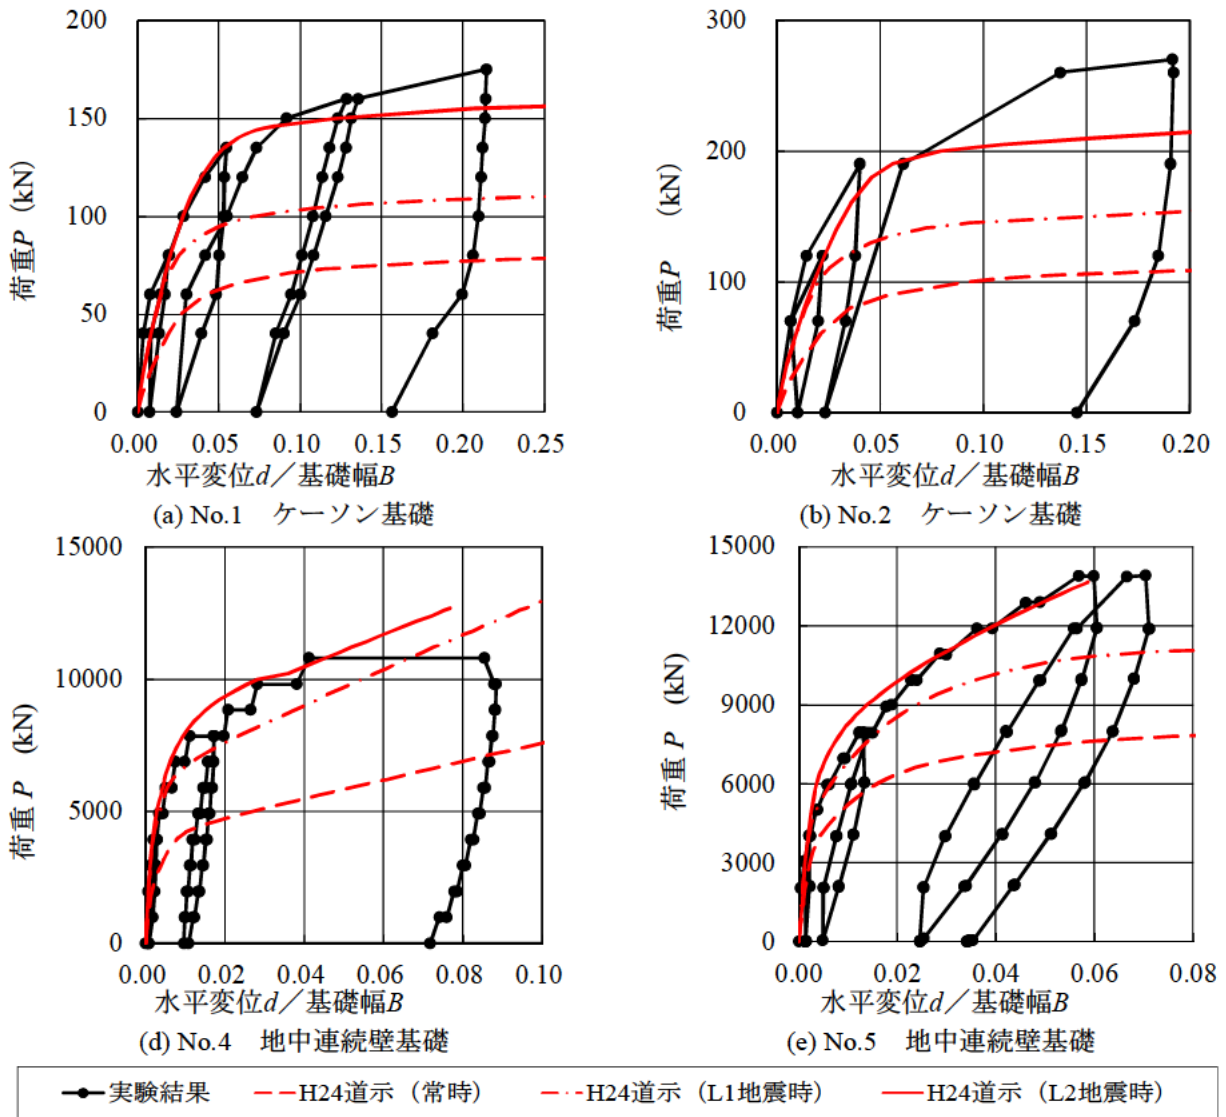 200
150
100
50
0
荷重P (kN)
0.00 0.05 0.10 0.15 0.20 0.25
水平変位d／基礎幅B
(a) No.1 ケーソン基礎
300
200
100
0
荷重P (kN)
0.00 0.05 0.10 0.15 0.20
水平変位d／基礎幅B
(b) No.2 ケーソン基礎
15000
10000
5000
0
荷重 P (kN)
0.00 0.02 0.04 0.06 0.08 0.10
水平変位d／基礎幅B
(d) No.4 地中連続壁基礎
15000
12000
9000
6000
3000
0
荷重 P (kN)
0.00 0.02 0.04 0.06 0.08
水平変位d／基礎幅B
(e) No.5 地中連続壁基礎
実験結果 H24道示（常時） H24道示（L1地震時） H24道示（L2地震時）